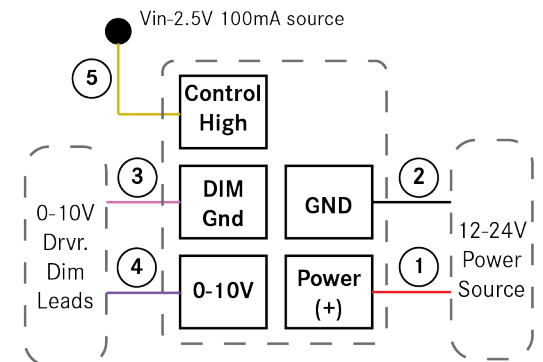 Vin-2.5V 100mA source
5
Control
High
3
DIM
Gnd
GND
2
0-10V
Drvr.
Dim
Leads
4
0-10V
Power
(+)
1
12-24V
Power
Source